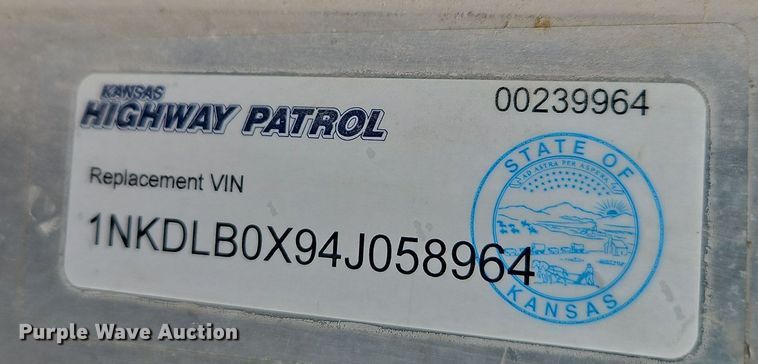 KANSAS
HIGHWAY PATROL
00239964
Replacement VIN
1NKDLB0X94J058964
STATE OF
AD ASTRA PER ASPERA
KANSAS
Purple Wave Auction